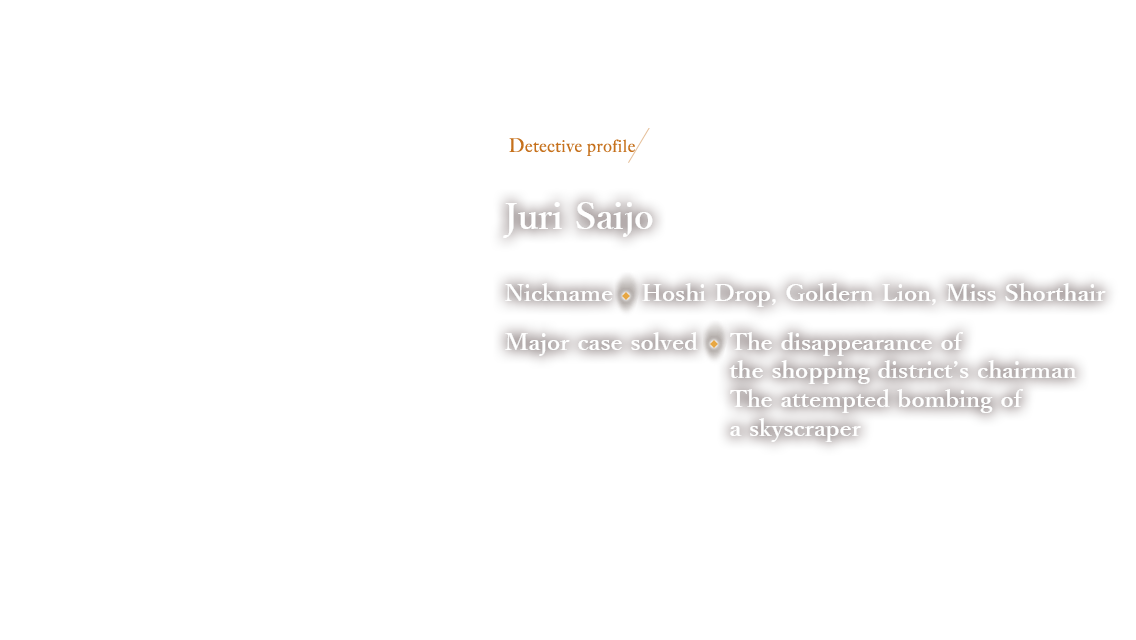 Detective profile
Juri Saijo
Nickname Hoshi Drop, Goldern Lion, Miss Shorthair
Major case solved The disappearance of
the shopping district's chairman
The attempted bombing of
a skyscraper